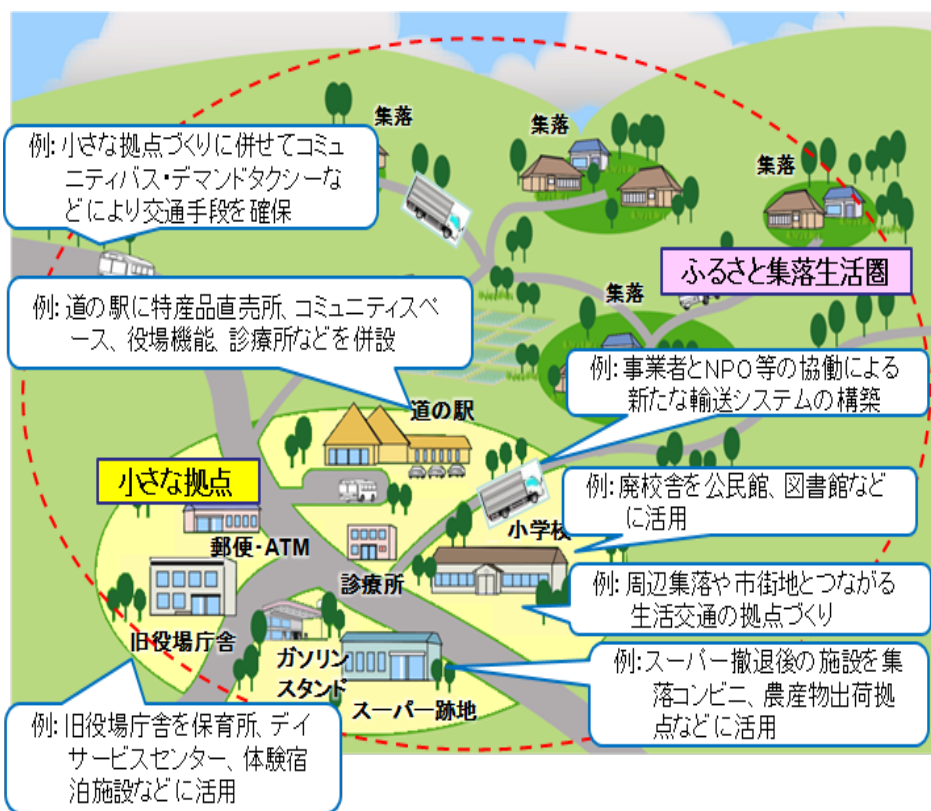 集落
集落
集落
例: 小さな拠点づくりに併せてコミュ
ニティバス・デマンドタクシーな
どにより交通手段を確保
ふるさと集落生活圏
集落
例: 道の駅に特産品直売所、コミュニティスペ
ース、役場機能、診療所などを併設
例: 事業者とNPO等の協働による
新たな輸送システムの構築
道の駅
小さな拠点
例: 廃校舎を公民館、図書館など
に活用
小学校
郵便・ATM
診療所
例: 周辺集落や市街地とつながる
生活交通の拠点づくり
旧役場庁舎
ガソリン
スタンド
スーパー跡地
例: スーパー撤退後の施設を集
落コンビニ、農産物出荷拠
点などに活用
例: 旧役場庁舎を保育所、デイ
サービスセンター、体験宿
泊施設などに活用